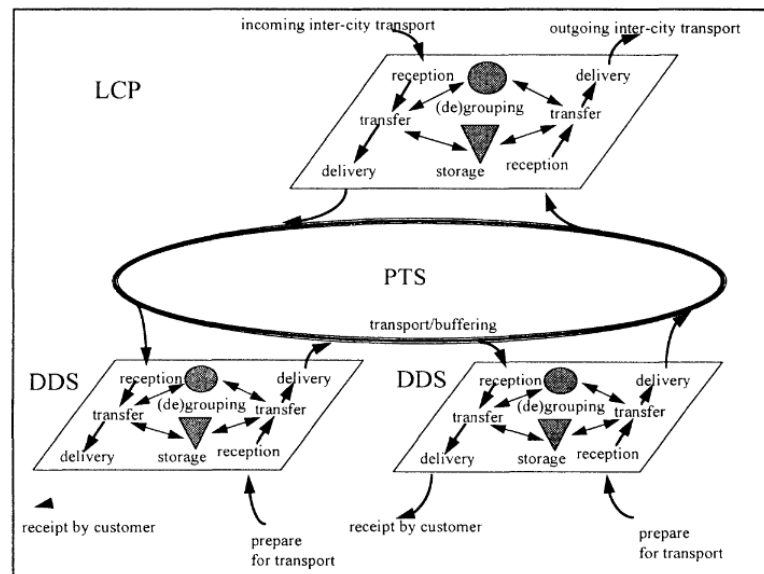 incoming inter-city transport
outgoing inter-city transport
LCP
reception
delivery
(de)grouping
transfer
transfer
delivery
storage
reception
PTS
transport/buffering
DDS
reception
delivery
(de)grouping
transfer
transfer
delivery
storage
reception
DDS
reception
delivery
(de)grouping
transfer
transfer
delivery
storage
reception
receipt by customer
prepare
for transport
receipt by customer
prepare
for transport